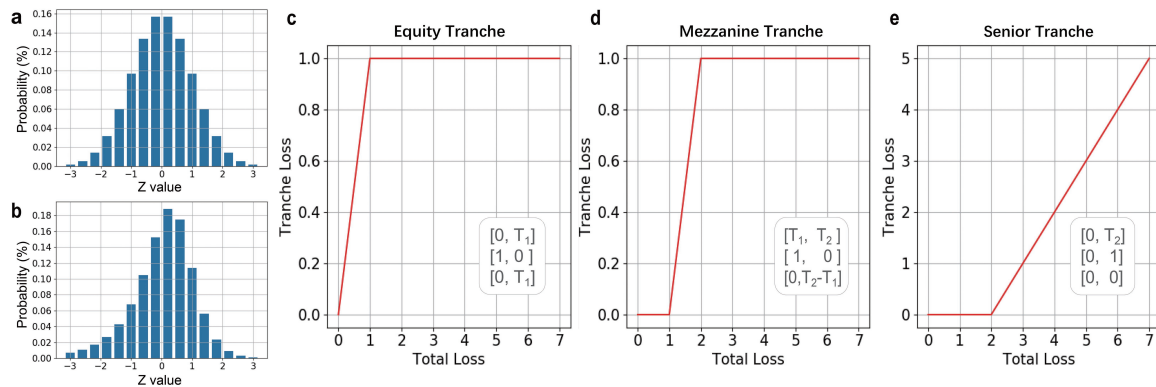 a
0.16
0.14
0.12
0.10
0.08
0.06
0.04
0.02
0.00
Probability (%)
−3 −2 −1 0 1 2 3
Z value
b
0.18
0.16
0.14
0.12
0.10
0.08
0.06
0.04
0.02
0.00
Probability (%)
−3 −2 −1 0 1 2 3
Z value
c
Equity Tranche
1.0
0.8
0.6
0.4
0.2
0.0
Tranche Loss
[0, T₁]
[1, 0 ]
[0, T₁]
0 1 2 3 4 5 6 7
Total Loss
d
Mezzanine Tranche
1.0
0.8
0.6
0.4
0.2
0.0
Tranche Loss
[T₁, T₂]
[ 1, 0 ]
[0,T₂-T₁]
0 1 2 3 4 5 6 7
Total Loss
e
Senior Tranche
5
4
3
2
1
0
Tranche Loss
[0, T₂]
[0, 1]
[0, 0]
0 1 2 3 4 5 6 7
Total Loss